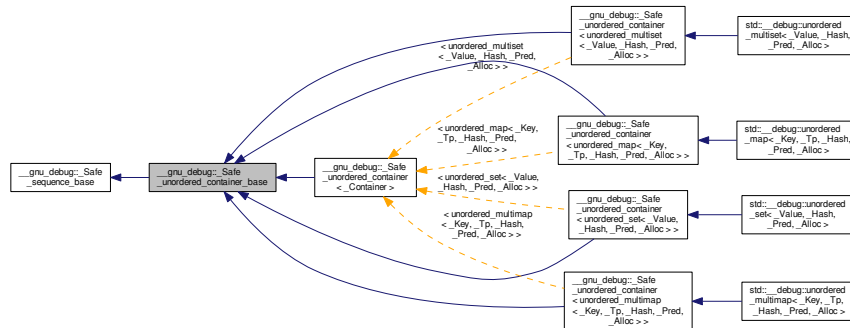 __gnu_debug::_Safe
_sequence_base
__gnu_debug::_Safe
_unordered_container_base
__gnu_debug::_Safe
_unordered_container
< _Container >
< unordered_multiset
< _Value, _Hash, _Pred,
_Alloc > >
< unordered_map< _Key,
_Tp, _Hash, _Pred,
_Alloc > >
< unordered_set< _Value,
_Hash, _Pred, _Alloc > >
< unordered_multimap
< _Key, _Tp, _Hash,
_Pred, _Alloc > >
__gnu_debug::_Safe
_unordered_container
< unordered_multiset
< _Value, _Hash, _Pred,
_Alloc > >
__gnu_debug::_Safe
_unordered_container
< unordered_map< _Key,
_Tp, _Hash, _Pred,
_Alloc > >
__gnu_debug::_Safe
_unordered_container
< unordered_set< _Value,
_Hash, _Pred, _Alloc > >
__gnu_debug::_Safe
_unordered_container
< unordered_multimap
< _Key, _Tp, _Hash, _Pred,
_Alloc > >
std::__debug::unordered
_multiset< _Value, _Hash,
_Pred, _Alloc >
std::__debug::unordered
_map< _Key, _Tp, _Hash,
_Pred, _Alloc >
std::__debug::unordered
_set< _Value, _Hash,
_Pred, _Alloc >
std::__debug::unordered
_multimap< _Key, _Tp,
_Hash, _Pred, _Alloc >